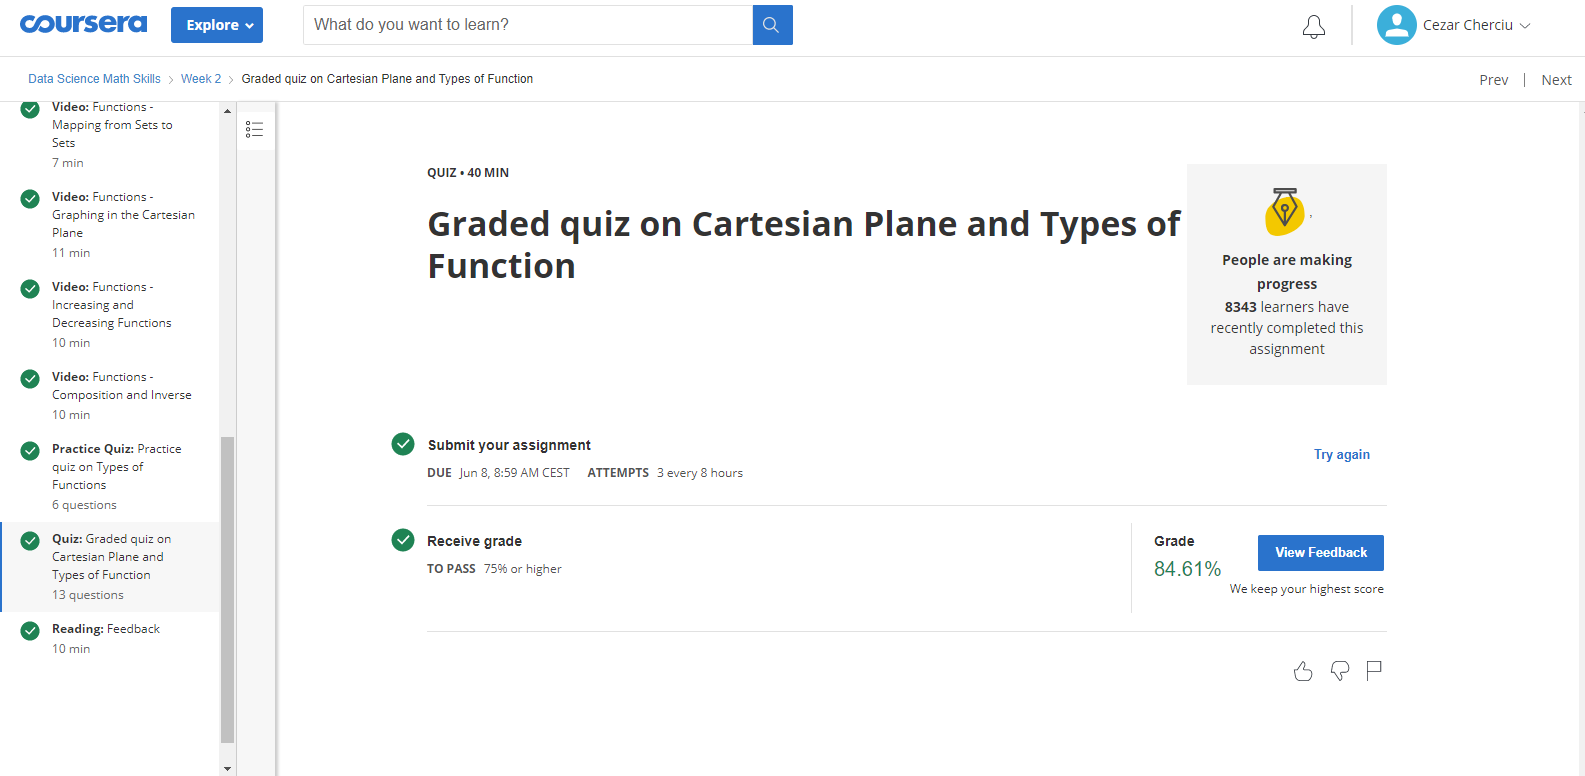 coursera
Explore
What do you want to learn?
Cezar Cherciu
Data Science Math Skills > Week 2 > Graded quiz on Cartesian Plane and Types of Function
Prev | Next
Video: Functions -
Mapping from Sets to
Sets
7 min
Video: Functions -
Graphing in the Cartesian
Plane
11 min
Video: Functions -
Increasing and
Decreasing Functions
10 min
Video: Functions -
Composition and Inverse
10 min
Practice Quiz: Practice
quiz on Types of
Functions
6 questions
Quiz: Graded quiz on
Cartesian Plane and
Types of Function
13 questions
Reading: Feedback
10 min
QUIZ • 40 MIN
Graded quiz on Cartesian Plane and Types of
Function
People are making
progress
8343 learners have
recently completed this
assignment
Submit your assignment
DUE Jun 8, 8:59 AM CEST ATTEMPTS 3 every 8 hours
Try again
Receive grade
TO PASS 75% or higher
Grade
84.61%
View Feedback
We keep your highest score